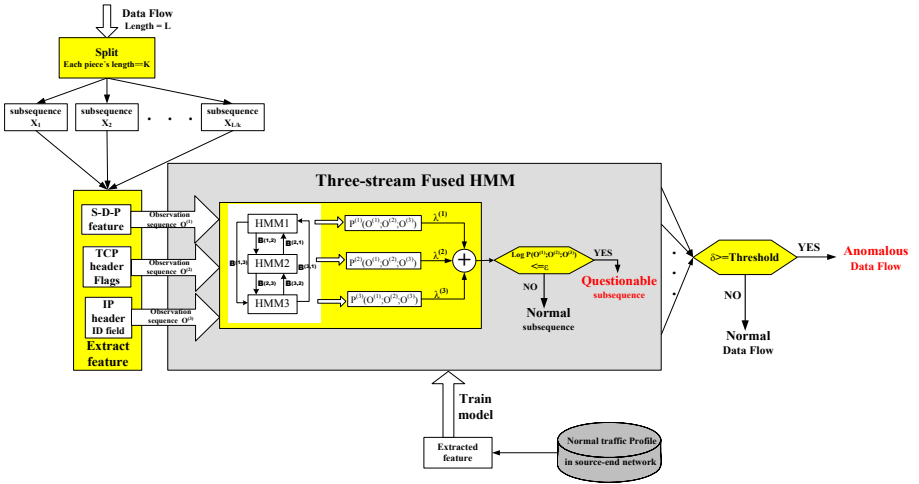 Data Flow
Length = L
Split
Each piece's length==K
subsequence
X1
subsequence
X2
. . .
subsequence
XL/k
Three-stream Fused HMM
S-D-P
feature
Observation
sequence O(1)
TCP
header
Flags
Observation
sequence O(2)
IP
header
ID field
Observation
sequence O(3)
Extract
feature
HMM1
B(1,2)
B(2,1)
B(1,3)
HMM2
B(2,1)
B(2,3)
B(3,2)
HMM3
P(1)(O(1);O(2);O(3))
λ(1)
P(2)(O(1);O(2);O(3))
λ(2)
P(3)(O(1);O(2);O(3))
λ(3)
+
Log P(O(1);O(2);O(3))
<=ε
YES
Questionable
subsequence
NO
Normal
subsequence
δ>=Threshold
YES
Anomalous
Data Flow
NO
Normal
Data Flow
Train
model
Extracted
feature
Normal traffic Profile
in source-end network